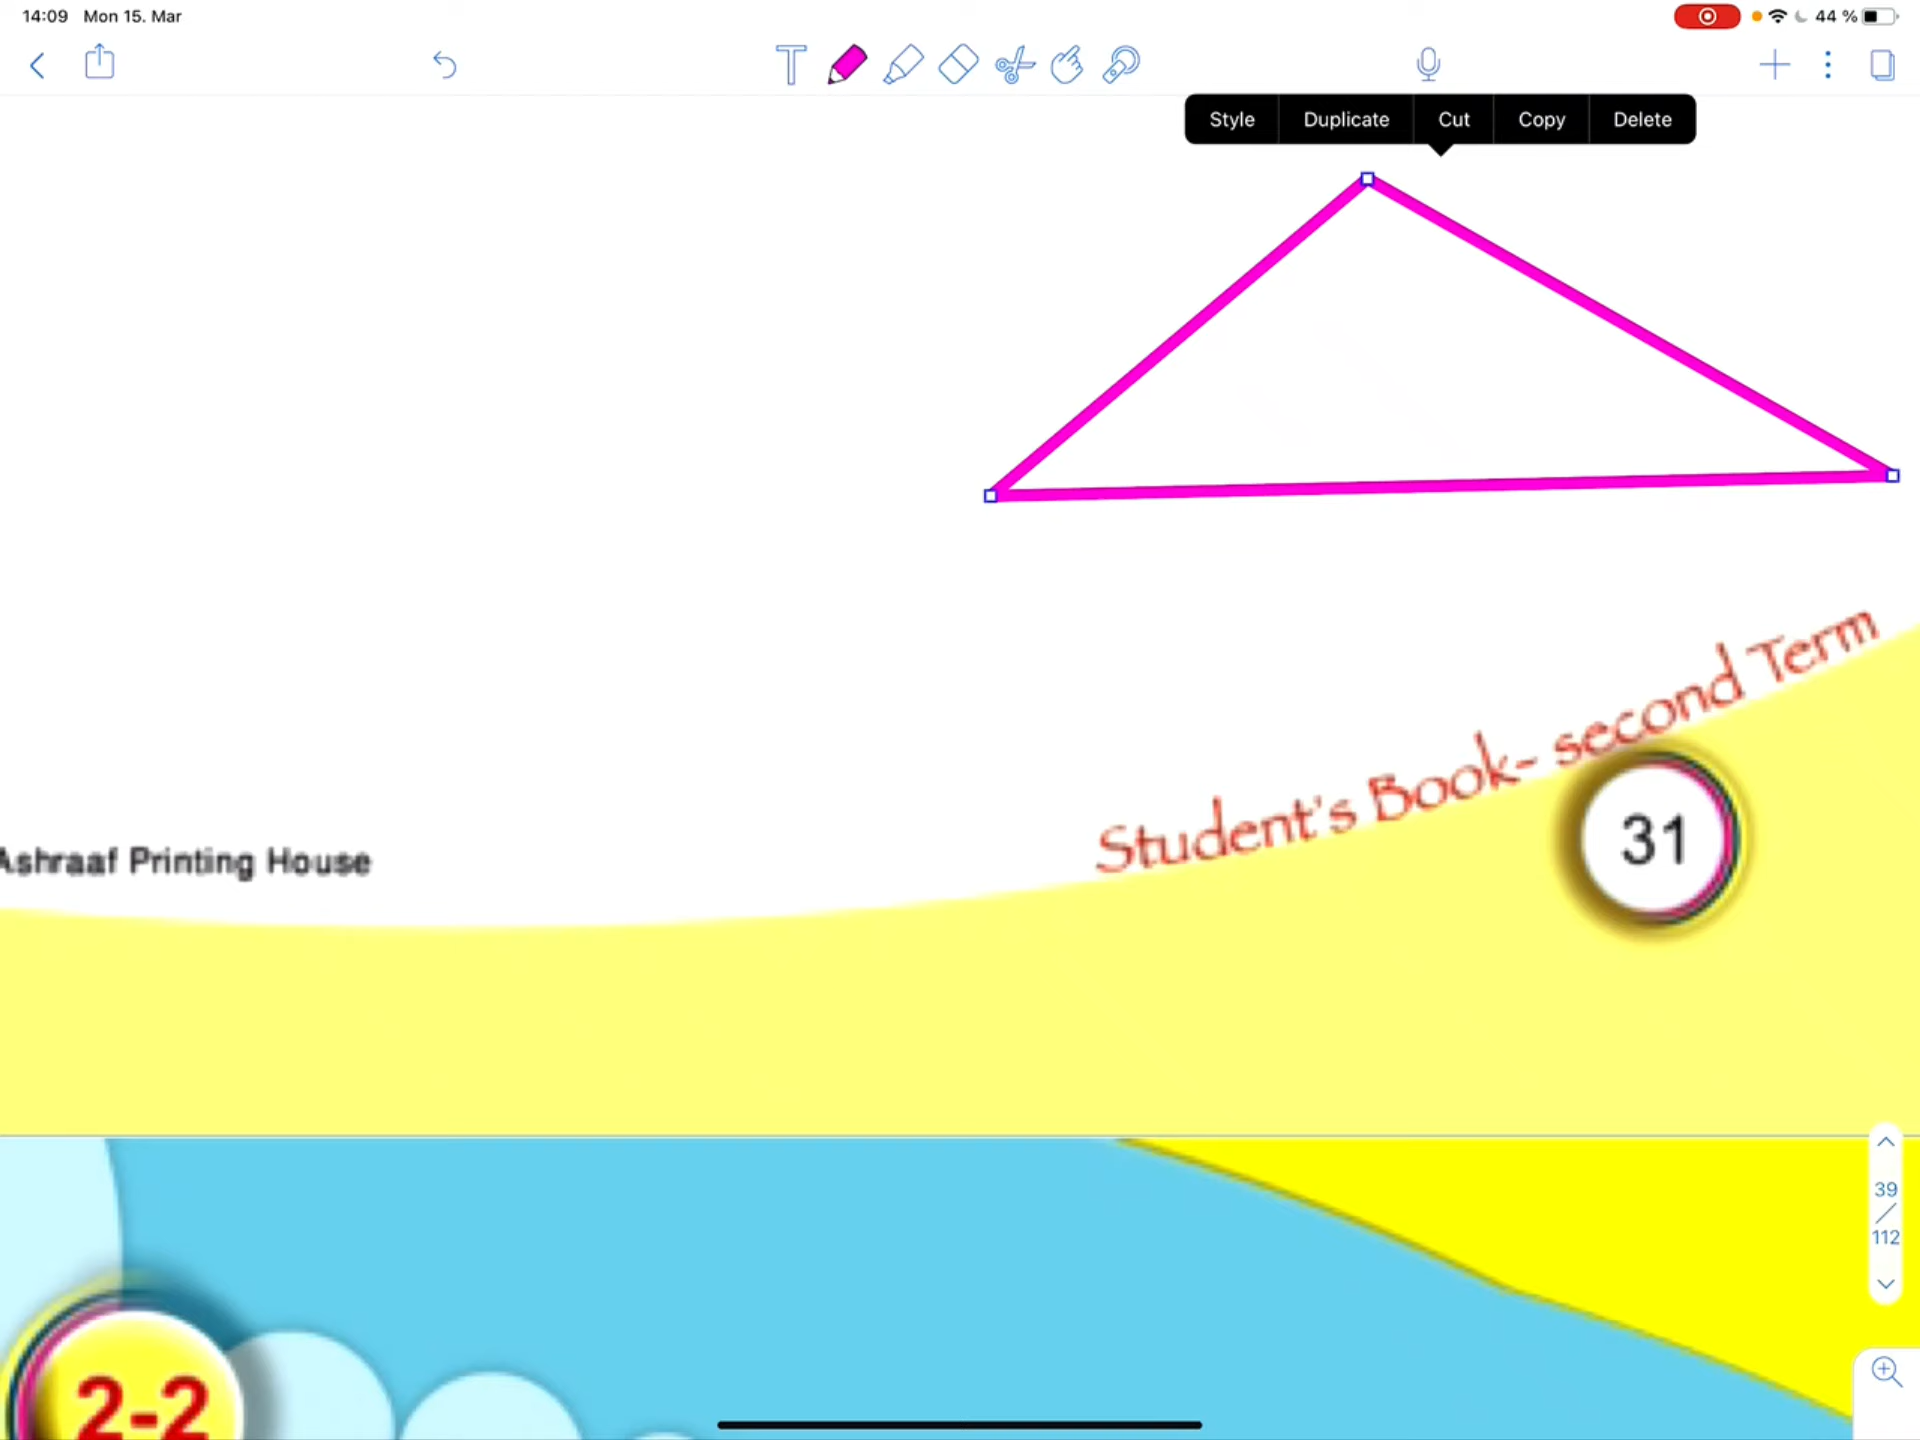 14:09 Mon 15. Mar
44 %
T
Style Duplicate Cut Copy Delete
Student's Book- second Term
31
Ashraaf Printing House
39
112
2-2